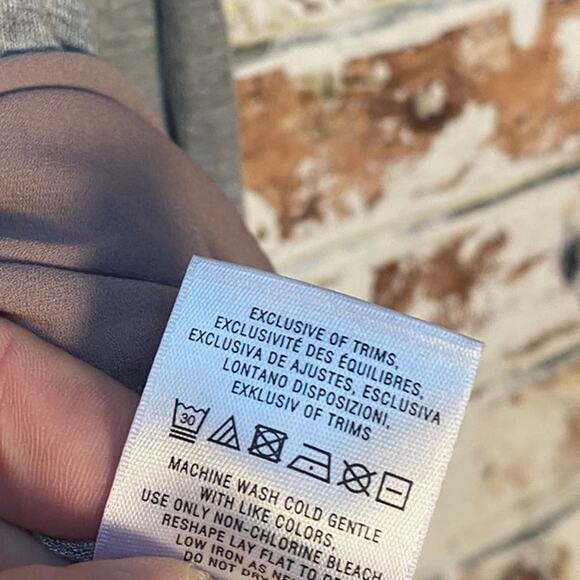 EXCLUSIVE OF TRIMS,
EXCLUSIVITÉ DES ÉQUILIBRES,
EXCLUSIVA DE AJUSTES, ESCLUSIVA
LONTANO DISPOSIZIONI,
EXKLUSIV OF TRIMS
30
MACHINE WASH COLD GENTLE
WITH LIKE COLORS,
USE ONLY NON-CHLORINE BLEACH
RESHAPE LAY FLAT TO
LOW IRON AS
DO NOT